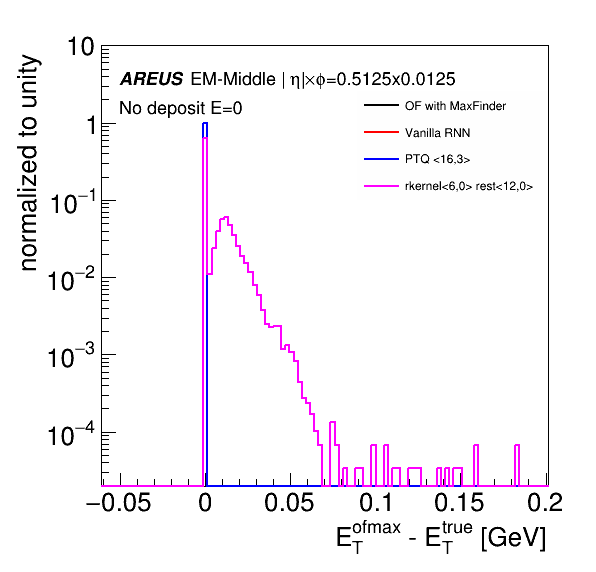 normalized to unity
10
1
10⁻¹
10⁻²
10⁻³
10⁻⁴
AREUS EM-Middle | η|×ϕ=0.5125x0.0125
No deposit E=0
OF with MaxFinder
Vanilla RNN
PTQ <16,3>
rkernel<6,0> rest<12,0>
−0.05 0 0.05 0.1 0.15 0.2
E_T^ofmax - E_T^true [GeV]